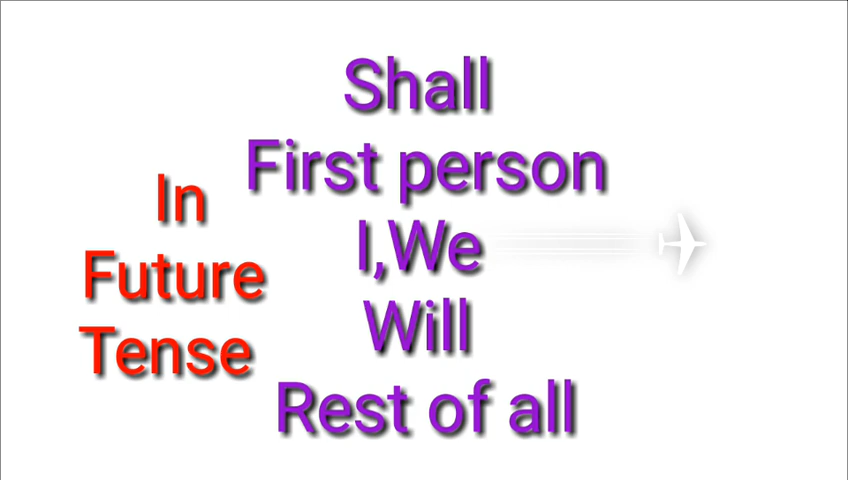 In
Future
Tense
Shall
First person
I,We
Will
Rest of all